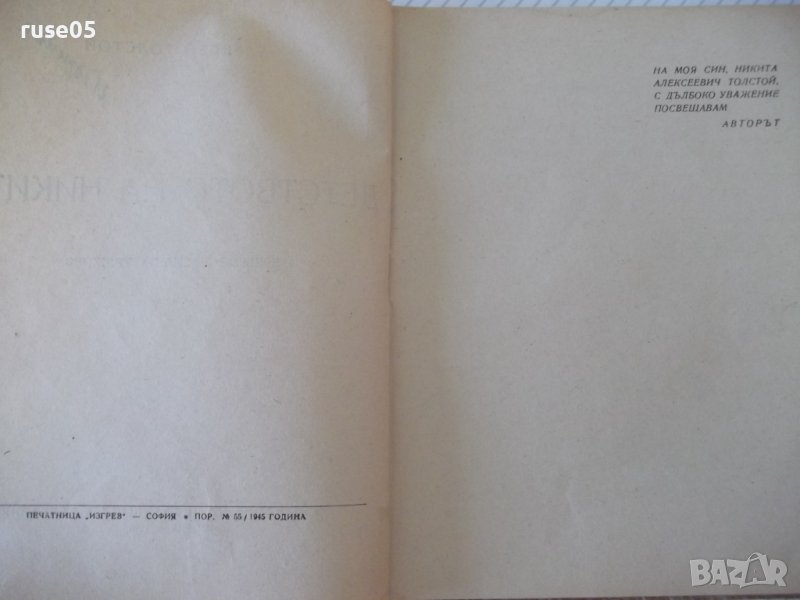 ruse05
НА МОЯ СИН, НИКИТА
АЛЕКСЕЕВИЧ ТОЛСТОЙ,
С ДЪЛБОКО УВАЖЕНИЕ
ПОСВЕЩАВАМ
АВТОРЪТ
ПЕЧАТНИЦА „ИЗГРЕВ“ — СОФИЯ • ПОР. № 55 / 1945 ГОДИНА
BAZAR